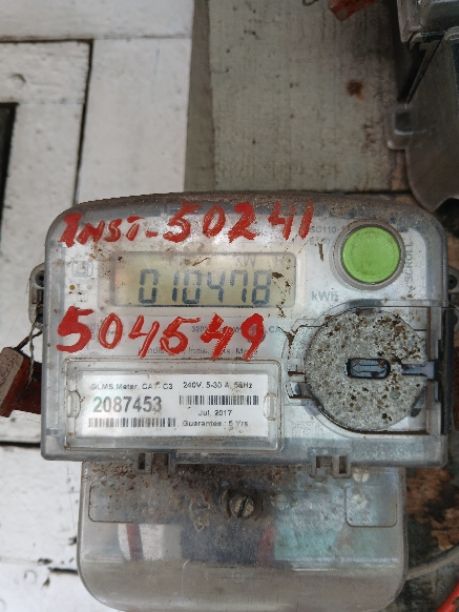 INST-50241
010478
kWh
504549
SCROLL
GLMS Meter CAT C3 240V, 5-30 A, 50Hz
2087453
Jul. 2017
Guarantee : 5 Yrs